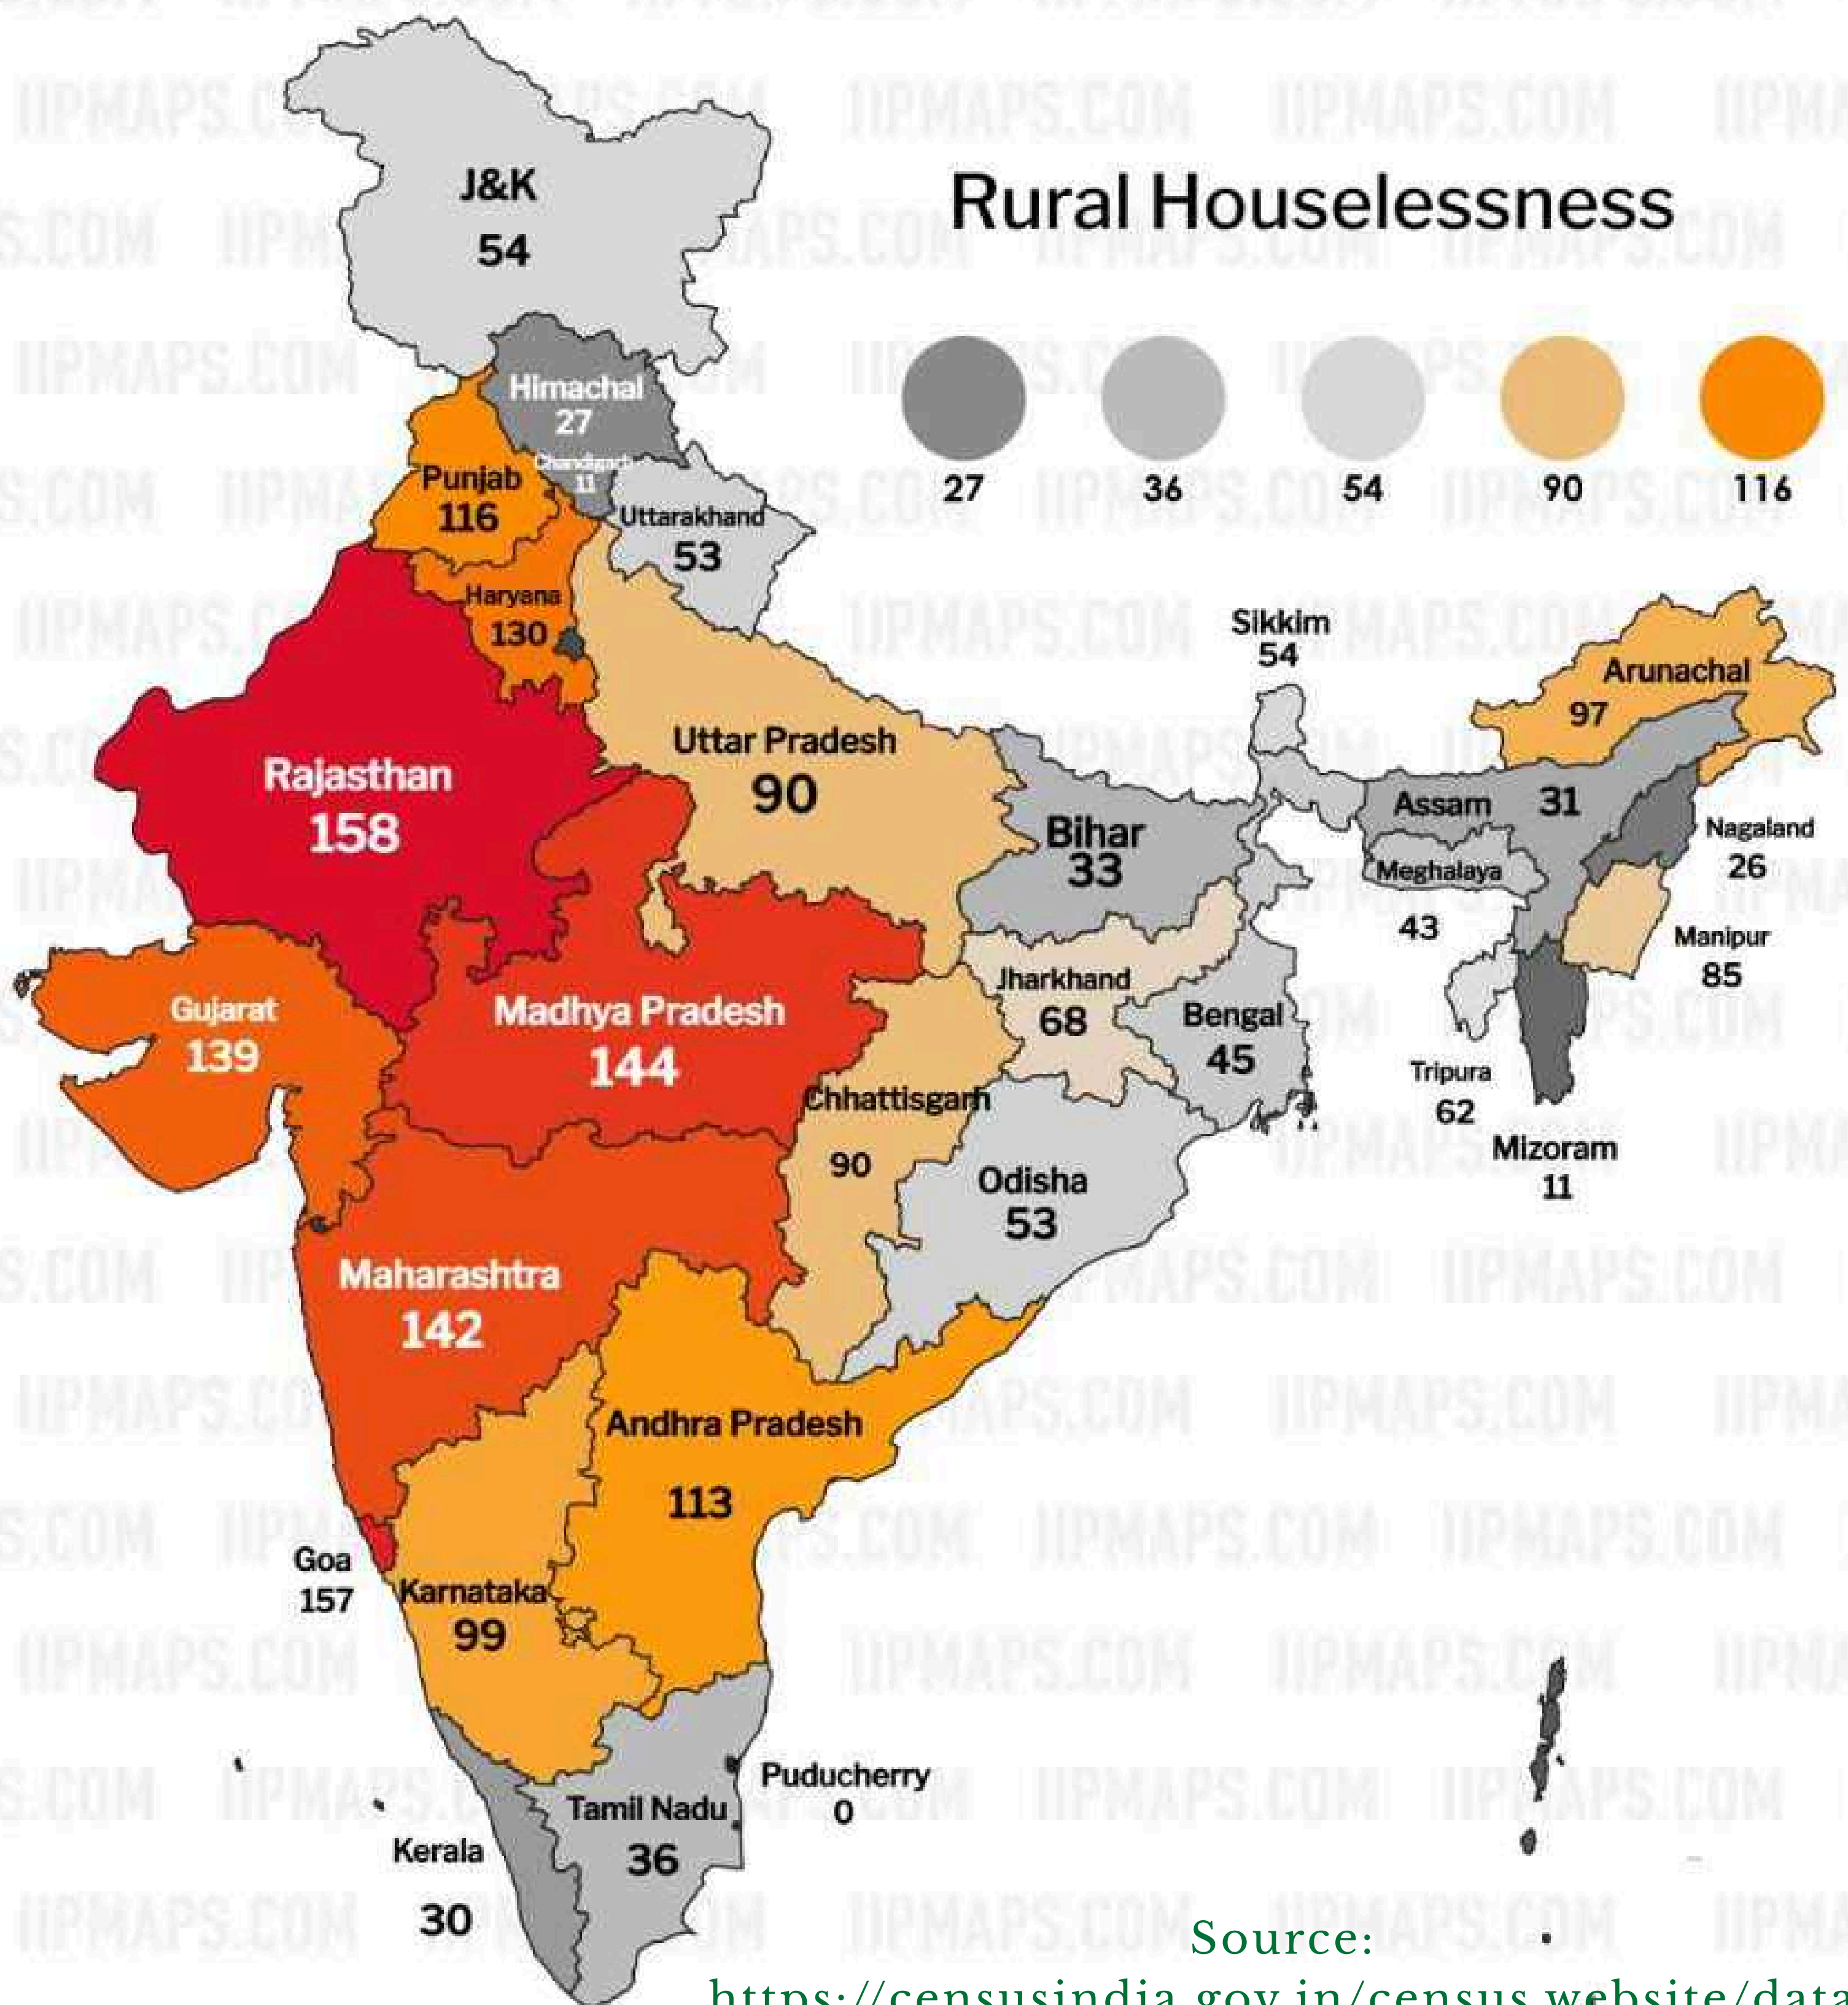 Rural Houselessness
27 36 54 90 116
J&K
54
Himachal
27
Chandigarh
11
Punjab
116
Uttarakhand
53
Haryana
130
Sikkim
54
Arunachal
97
Rajasthan
158
Uttar Pradesh
90
Bihar
33
Assam 31
Nagaland
26
Meghalaya
43
Manipur
85
Gujarat
139
Madhya Pradesh
144
Jharkhand
68
Bengal
45
Tripura
62
Mizoram
11
Chhattisgarh
90
Odisha
53
Maharashtra
142
Andhra Pradesh
113
Goa
157
Karnataka
99
Puducherry
0
Tamil Nadu
36
Kerala
30
Source:
https://censusindia.gov.in/census.website/data
IIPMAPS.COM